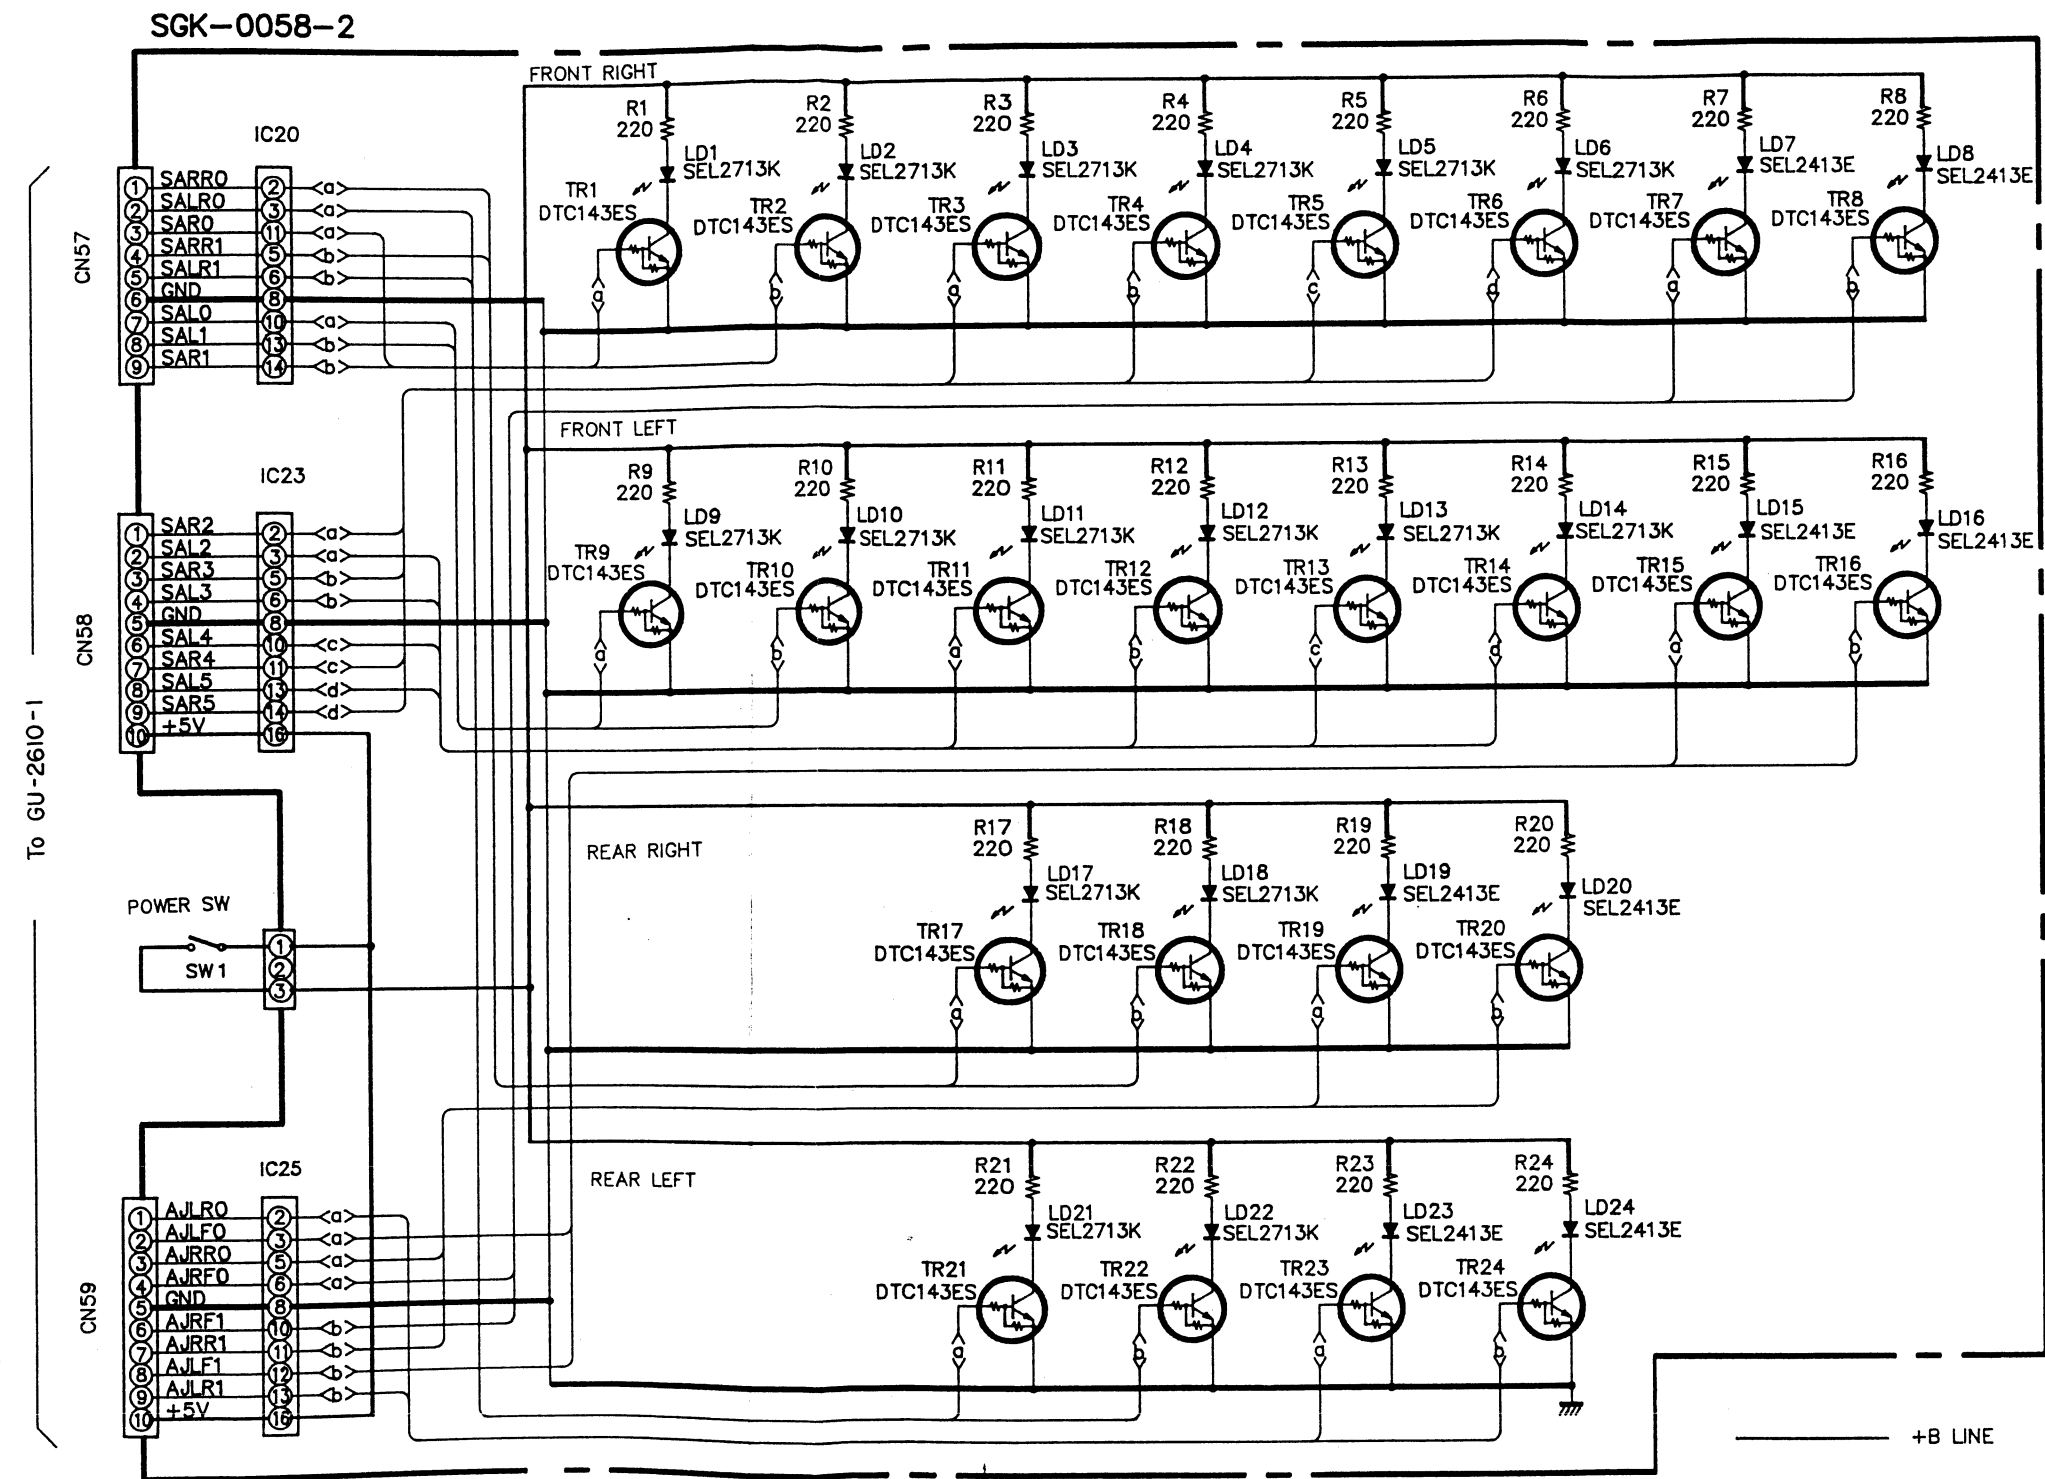 SGK-0058-2
FRONT RIGHT
R1 220
R2 220
R3 220
R4 220
R5 220
R6 220
R7 220
R8 220
LD1 SEL2713K
LD2 SEL2713K
LD3 SEL2713K
LD4 SEL2713K
LD5 SEL2713K
LD6 SEL2713K
LD7 SEL2413E
LD8 SEL2413E
TR1 DTC143ES
TR2 DTC143ES
TR3 DTC143ES
TR4 DTC143ES
TR5 DTC143ES
TR6 DTC143ES
TR7 DTC143ES
TR8 DTC143ES
a b a b c d a b
IC20
CN57
1 SARR0 2 a
2 SALR0 3 a
3 SAR0 11 a
4 SARR1 5 b
5 SALR1 6 b
6 GND 8
7 SAL0 10 a
8 SAL1 13 b
9 SAR1 14 b
FRONT LEFT
R9 220
R10 220
R11 220
R12 220
R13 220
R14 220
R15 220
R16 220
LD9 SEL2713K
LD10 SEL2713K
LD11 SEL2713K
LD12 SEL2713K
LD13 SEL2713K
LD14 SEL2713K
LD15 SEL2413E
LD16 SEL2413E
TR9 DTC143ES
TR10 DTC143ES
TR11 DTC143ES
TR12 DTC143ES
TR13 DTC143ES
TR14 DTC143ES
TR15 DTC143ES
TR16 DTC143ES
a b a b c d a b
IC23
CN58
1 SAR2 2 a
2 SAL2 3 a
3 SAR3 5 b
4 SAL3 6 b
5 GND 8
6 SAL4 10 c
7 SAR4 11 c
8 SAL5 13 d
9 SAR5 14 d
10 +5V 16
To GU-2610-1
REAR RIGHT
R17 220
R18 220
R19 220
R20 220
LD17 SEL2713K
LD18 SEL2713K
LD19 SEL2413E
LD20 SEL2413E
TR17 DTC143ES
TR18 DTC143ES
TR19 DTC143ES
TR20 DTC143ES
a b a b
POWER SW
SW1
1
2
3
REAR LEFT
R21 220
R22 220
R23 220
R24 220
LD21 SEL2713K
LD22 SEL2713K
LD23 SEL2413E
LD24 SEL2413E
TR21 DTC143ES
TR22 DTC143ES
TR23 DTC143ES
TR24 DTC143ES
a b a b
IC25
CN59
1 AJLR0 2 a
2 AJLF0 3 a
3 AJRR0 5 a
4 AJRF0 6 a
5 GND 8
6 AJRF1 10 b
7 AJRR1 11 b
8 AJLF1 12 b
9 AJLR1 13 b
10 +5V 16
+B LINE